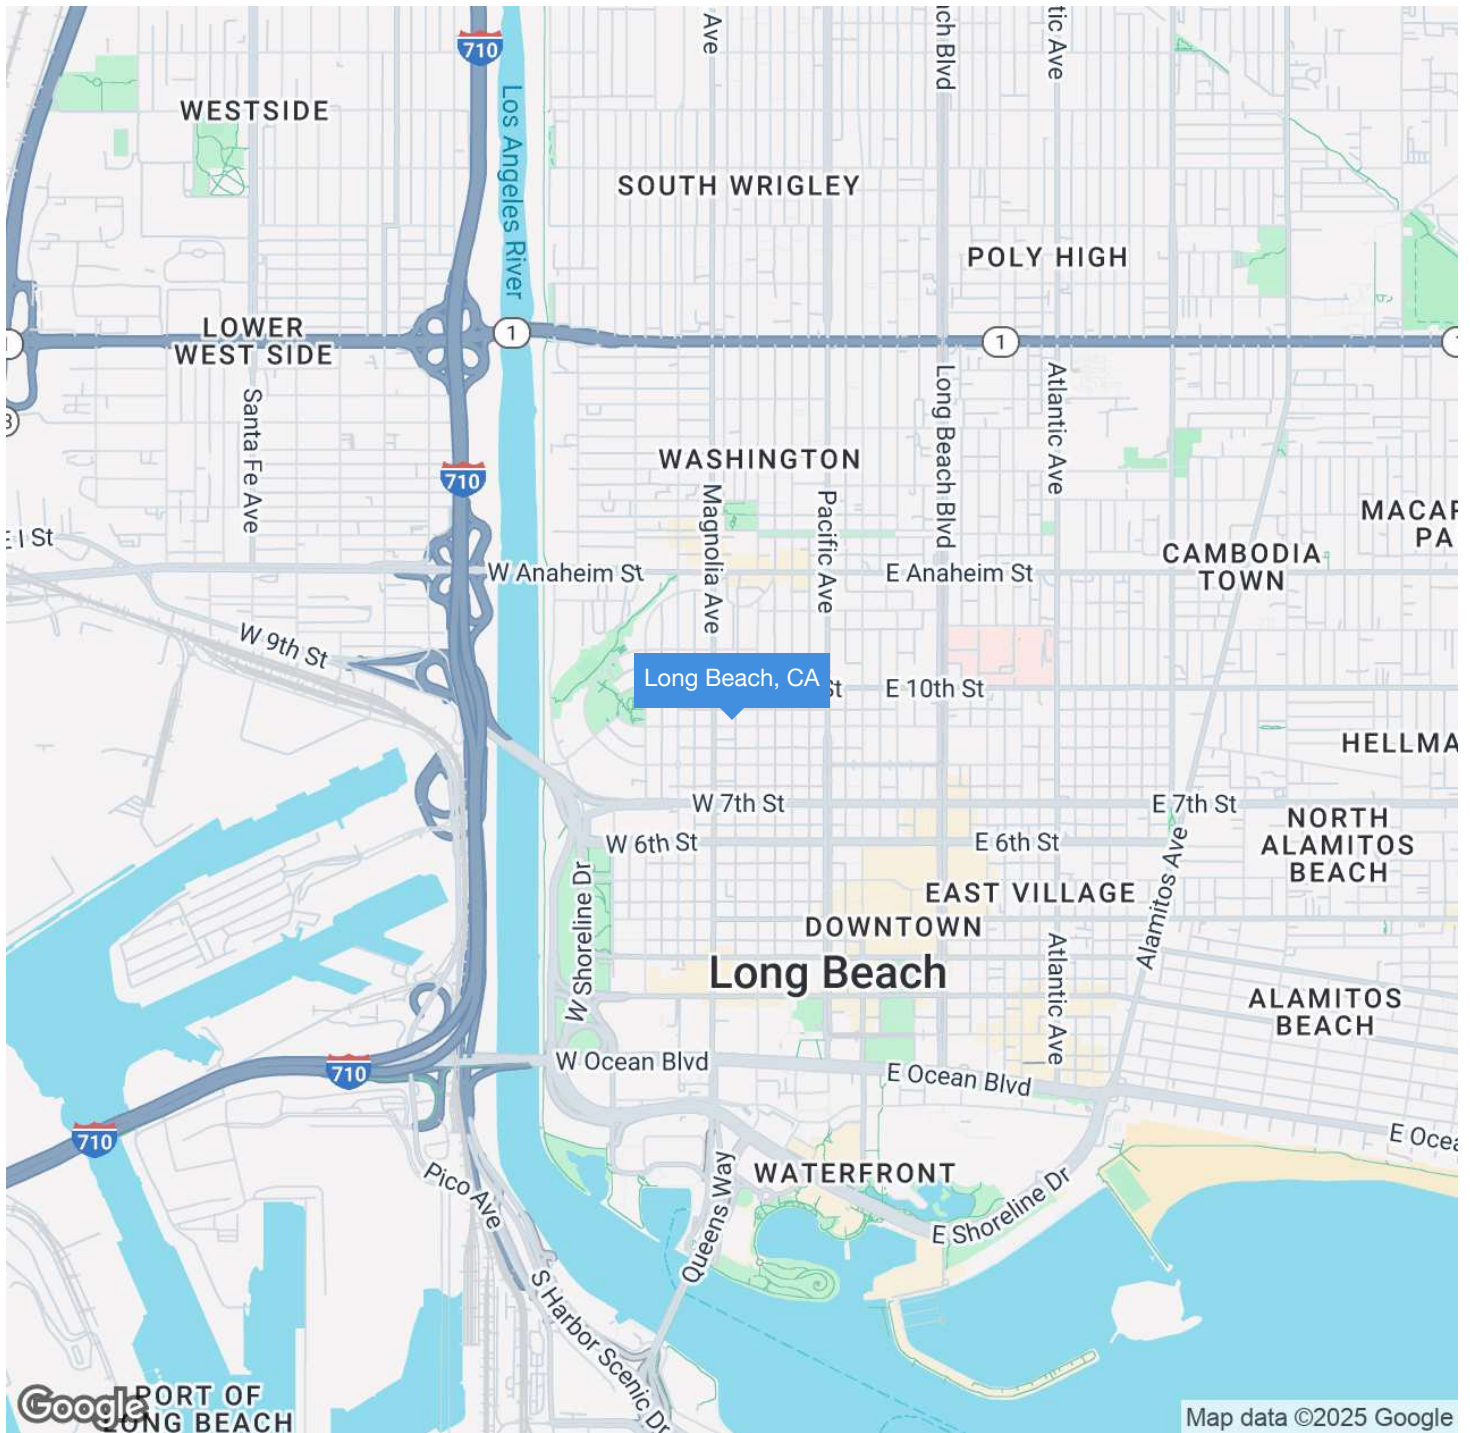 Ave
ch Blvd
tic Ave
710
Los Angeles River
WESTSIDE
SOUTH WRIGLEY
POLY HIGH
LOWER
WEST SIDE
1
1
1
Santa Fe Ave
Long Beach Blvd
Atlantic Ave
WASHINGTON
710
Magnolia Ave
Pacific Ave
MACAR
PA
E I St
CAMBODIA
TOWN
W Anaheim St
E Anaheim St
W 9th St
Long Beach, CA
St
E 10th St
HELLMA
W 7th St
E 7th St
W 6th St
E 6th St
NORTH
ALAMITOS
BEACH
Alamitos Ave
W Shoreline Dr
EAST VILLAGE
DOWNTOWN
Long Beach
Atlantic Ave
ALAMITOS
BEACH
W Ocean Blvd
710
E Ocean Blvd
710
E Ocea
Pico Ave
Queens Way
WATERFRONT
E Shoreline Dr
S Harbor Scenic Dr
PORT OF
LONG BEACH
Google
Map data ©2025 Google